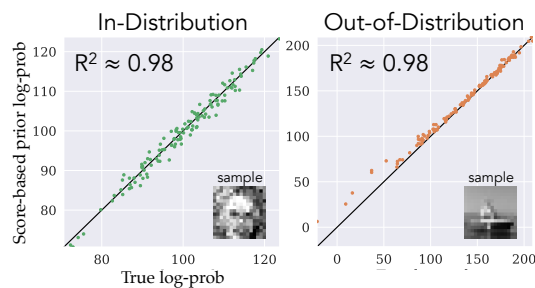 In-Distribution
Out-of-Distribution
R² ≈ 0.98
R² ≈ 0.98
Score-based prior log-prob
120
110
100
90
80
sample
80
100
120
True log-prob
200
150
100
50
0
sample
0
50
100
150
200